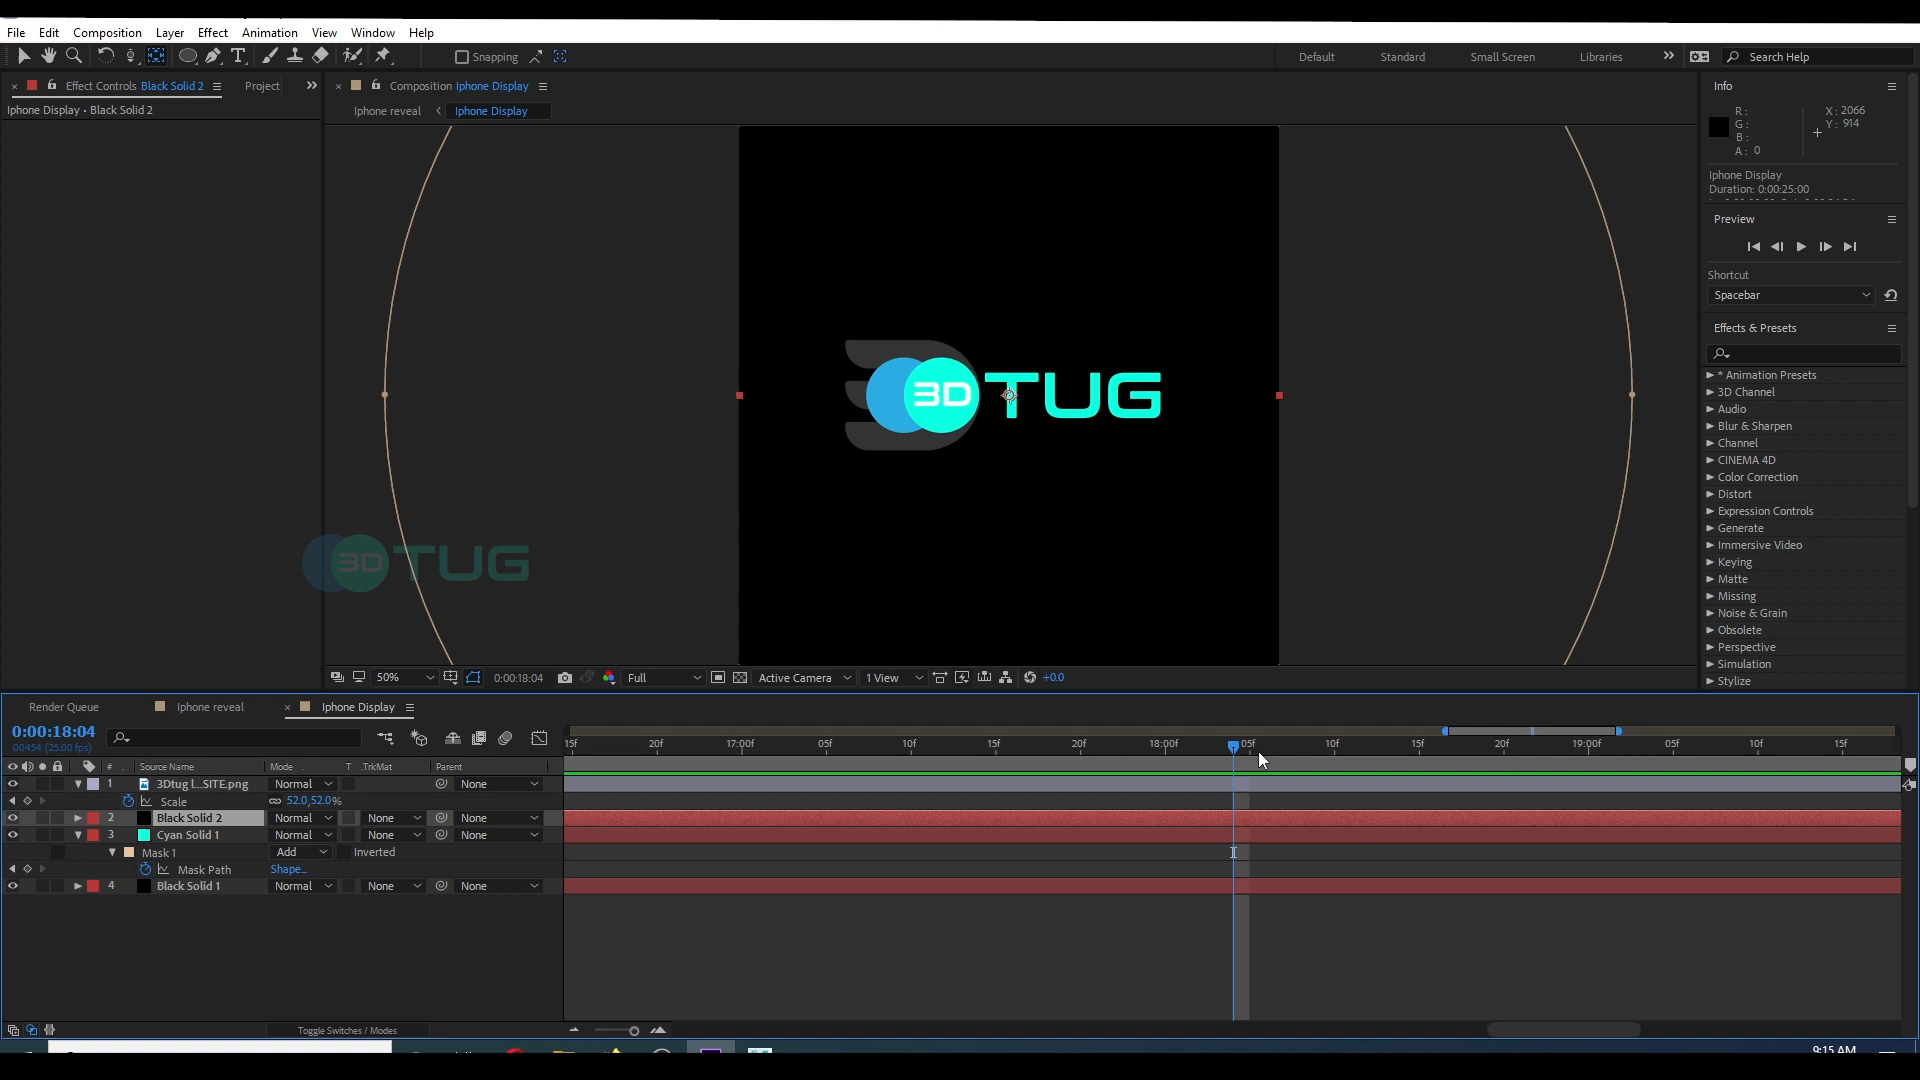 File Edit Composition Layer Effect Animation View Window Help
Snapping Default Standard Small Screen Libraries Search Help
Effect Controls Black Solid 2 Project
Iphone Display • Black Solid 2
Composition Iphone Display
Iphone reveal Iphone Display
3D TUG
3D TUG
50% 0:00:18:04 Full Active Camera 1 View +0.0
Info
R: X: 2066
G: Y: 914
B:
A: 0
Iphone Display
Duration: 0:00:25:00
Preview
Shortcut
Spacebar
Effects & Presets
* Animation Presets
3D Channel
Audio
Blur & Sharpen
Channel
CINEMA 4D
Color Correction
Distort
Expression Controls
Generate
Immersive Video
Keying
Matte
Missing
Noise & Grain
Obsolete
Perspective
Simulation
Stylize
Render Queue Iphone reveal Iphone Display
0:00:18:04
00454 (25.00 fps)
15f 20f 17:00f 05f 10f 15f 20f 18:00f 05f 10f 15f 20f 19:00f 05f 10f 15f
# Source Name Mode T .TrkMat Parent
1 3Dtug l...SITE.png Normal None
Scale 52.0,52.0%
2 Black Solid 2 Normal None None
3 Cyan Solid 1 Normal None None
Mask 1 Add Inverted
Mask Path Shape...
4 Black Solid 1 Normal None None
Toggle Switches / Modes
9:15 AM